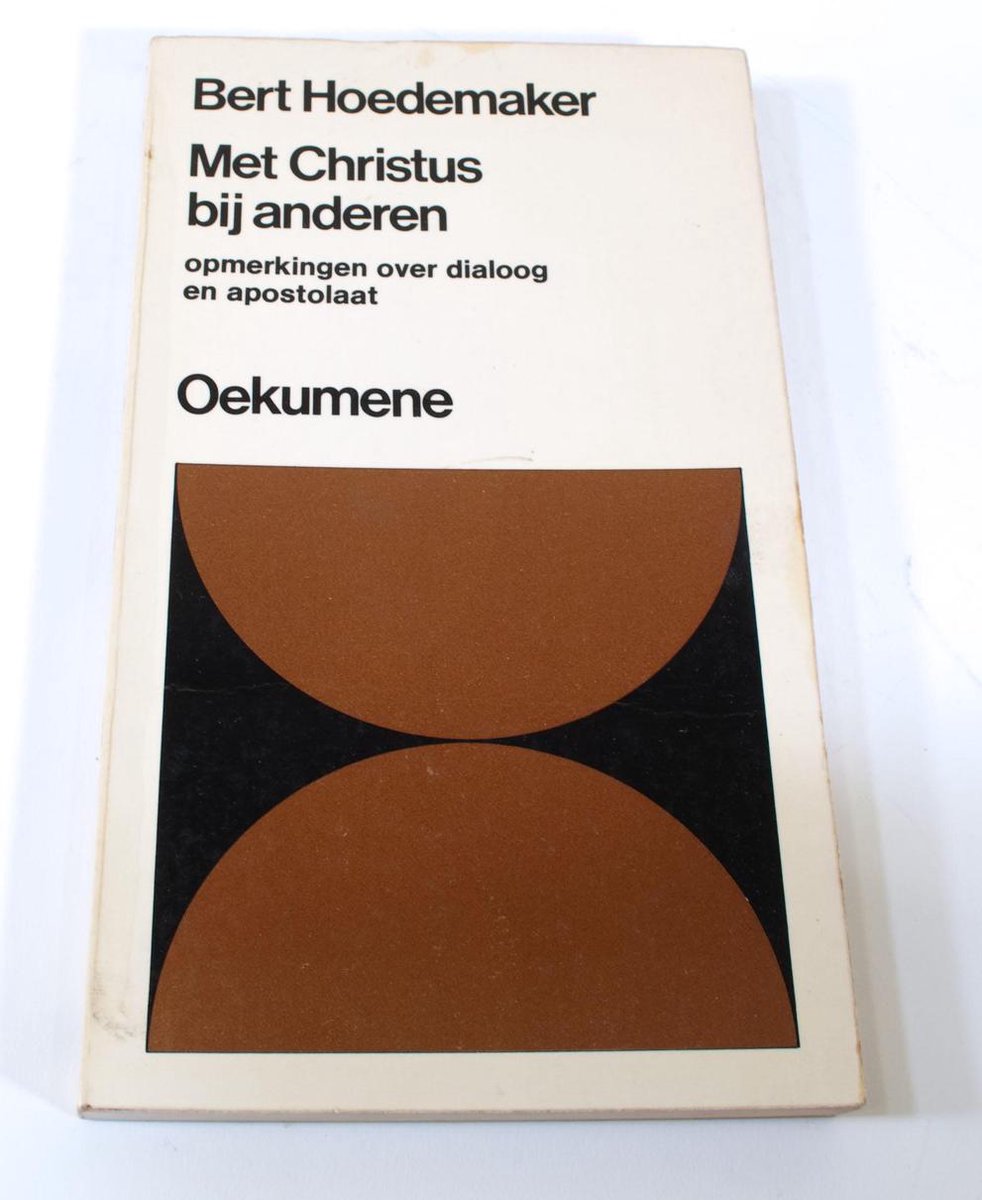 Bert Hoedemaker
Met Christus
bij anderen
opmerkingen over dialoog
en apostolaat
Oekumene